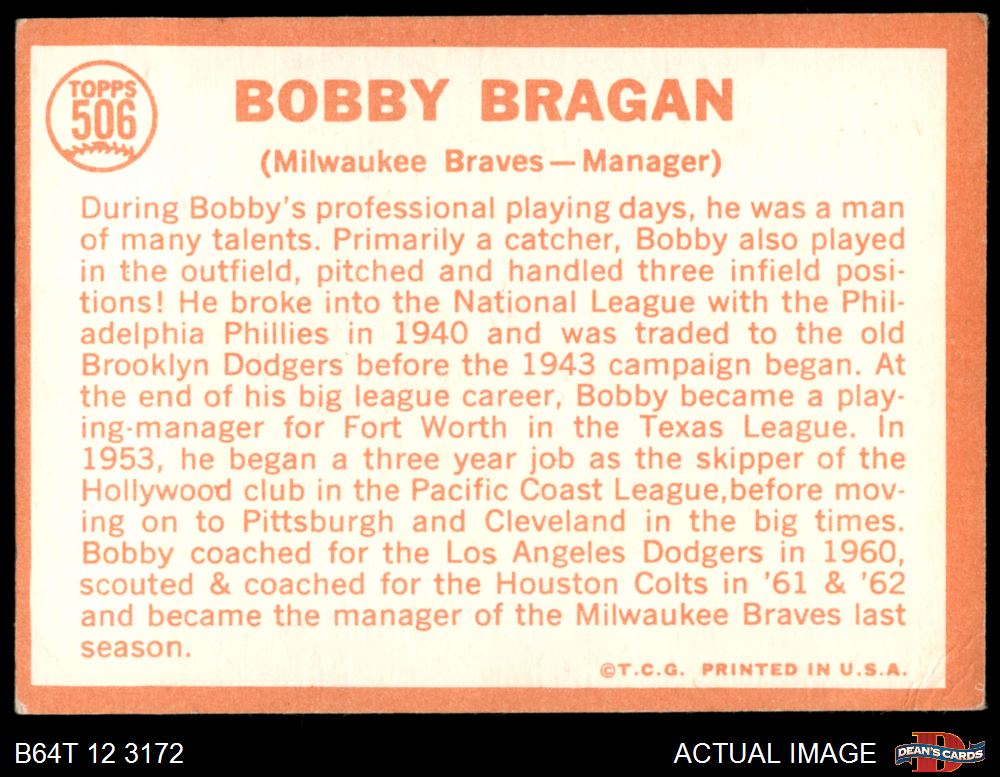 TOPPS
506
BOBBY BRAGAN
(Milwaukee Braves—Manager)
During Bobby's professional playing days, he was a man
of many talents. Primarily a catcher, Bobby also played
in the outfield, pitched and handled three infield posi-
tions! He broke into the National League with the Phil-
adelphia Phillies in 1940 and was traded to the old
Brooklyn Dodgers before the 1943 campaign began. At
the end of his big league career, Bobby became a play-
ing-manager for Fort Worth in the Texas League. In
1953, he began a three year job as the skipper of the
Hollywood club in the Pacific Coast League,before mov-
ing on to Pittsburgh and Cleveland in the big times.
Bobby coached for the Los Angeles Dodgers in 1960,
scouted & coached for the Houston Colts in '61 & '62
and became the manager of the Milwaukee Braves last
season.
©T.C.G. PRINTED IN U.S.A.
B64T 12 3172
ACTUAL IMAGE
D
DEAN'S CARDS